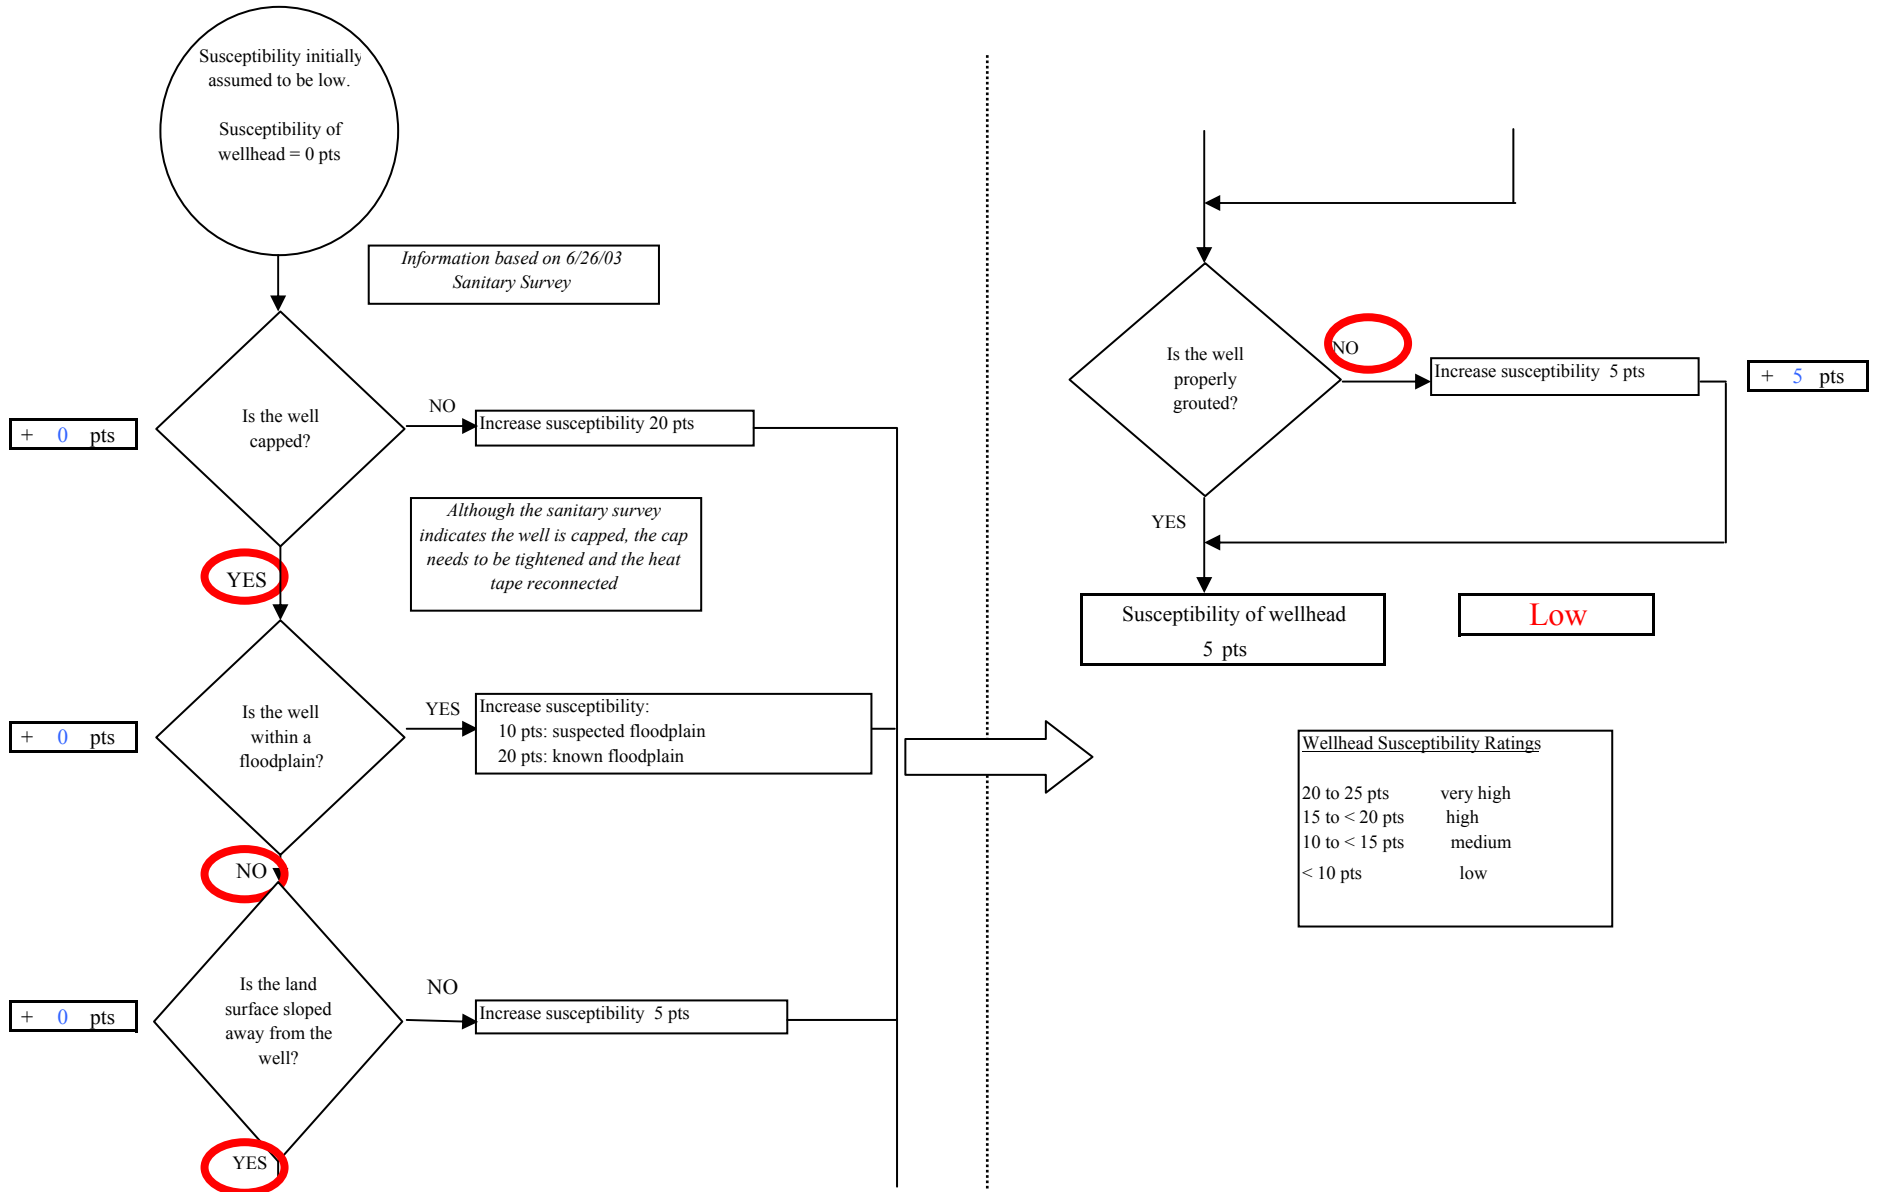 Susceptibility initially
assumed to be low.
Susceptibility of
wellhead = 0 pts
Information based on 6/26/03
Sanitary Survey
+ 0 pts
Is the well
capped?
NO
Increase susceptibility 20 pts
Although the sanitary survey
indicates the well is capped, the cap
needs to be tightened and the heat
tape reconnected
YES
+ 0 pts
Is the well
within a
floodplain?
YES
Increase susceptibility:
10 pts: suspected floodplain
20 pts: known floodplain
NO
+ 0 pts
Is the land
surface sloped
away from the
well?
NO
Increase susceptibility 5 pts
YES
Is the well
properly
grouted?
NO
Increase susceptibility 5 pts
+ 5 pts
YES
Susceptibility of wellhead
5 pts
Low
Wellhead Susceptibility Ratings
20 to 25 pts very high
15 to < 20 pts high
10 to < 15 pts medium
< 10 pts low